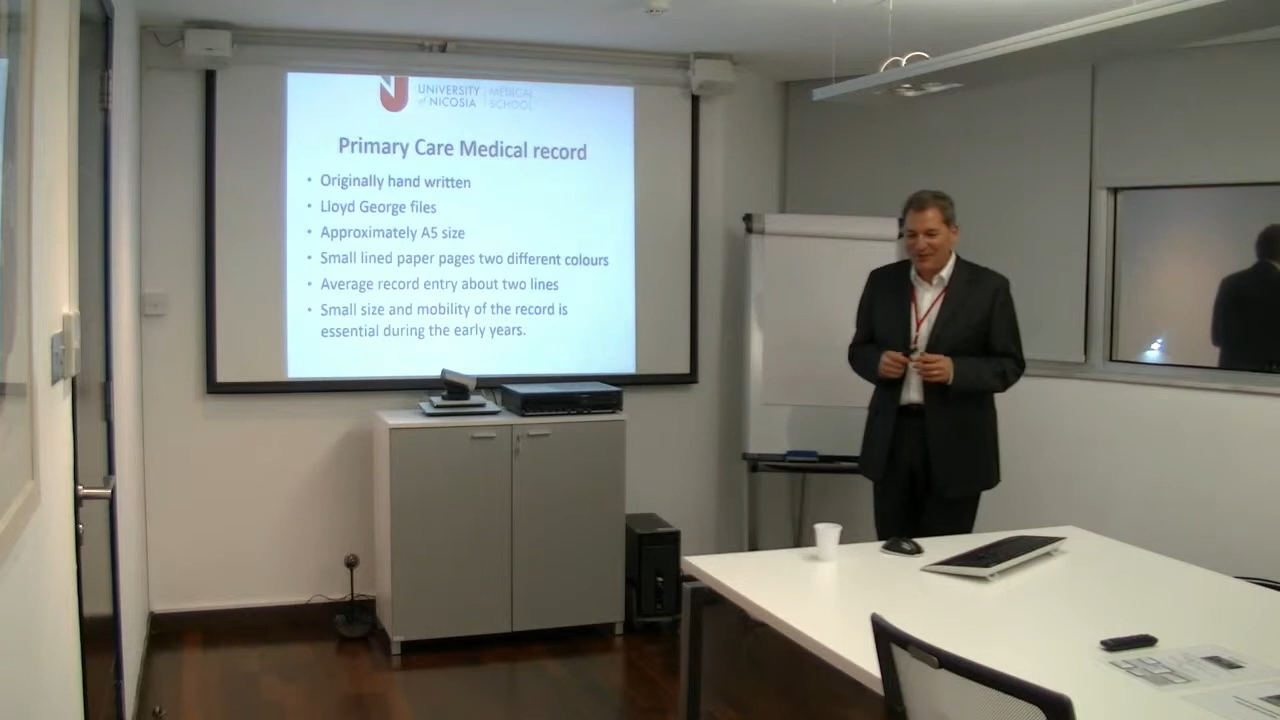 UNIVERSITY MEDICAL
of NICOSIA SCHOOL
Primary Care Medical record
• Originally hand written
• Lloyd George files
• Approximately A5 size
• Small lined paper pages two different colours
• Average record entry about two lines
• Small size and mobility of the record is
essential during the early years.